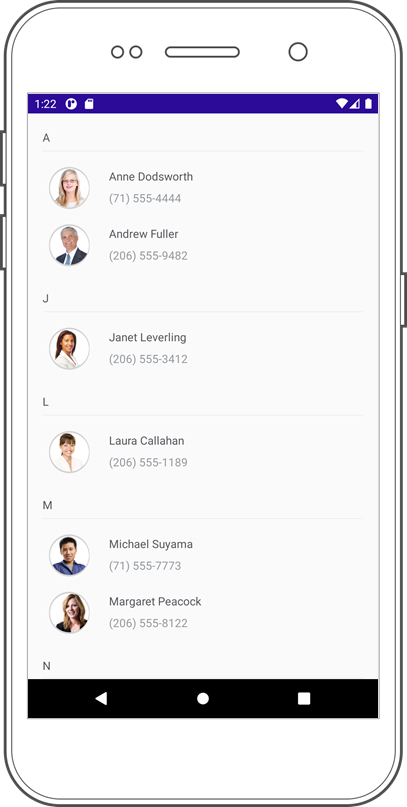 1:22
A
Anne Dodsworth
(71) 555-4444
Andrew Fuller
(206) 555-9482
J
Janet Leverling
(206) 555-3412
L
Laura Callahan
(206) 555-1189
M
Michael Suyama
(71) 555-7773
Margaret Peacock
(206) 555-8122
N